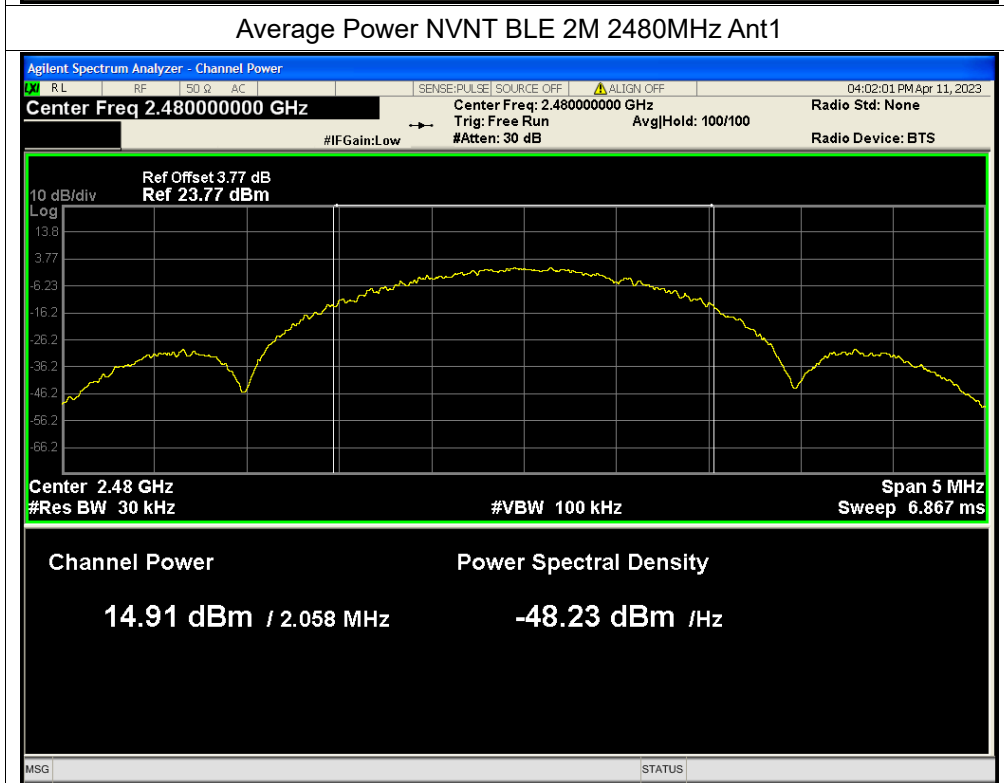 Average Power NVNT BLE 2M 2480MHz Ant1
Agilent Spectrum Analyzer - Channel Power
LXI RL RF 50 Ω AC SENSE:PULSE SOURCE OFF ALIGN OFF 04:02:01 PM Apr 11, 2023
Center Freq 2.480000000 GHz Center Freq: 2.480000000 GHz Radio Std: None
Trig: Free Run Avg|Hold: 100/100
#IFGain:Low #Atten: 30 dB Radio Device: BTS
Ref Offset 3.77 dB
10 dB/div Ref 23.77 dBm
Log
13.8
3.77
-6.23
-16.2
-26.2
-36.2
-46.2
-56.2
-66.2
Center 2.48 GHz Span 5 MHz
#Res BW 30 kHz #VBW 100 kHz Sweep 6.867 ms
Channel Power Power Spectral Density
14.91 dBm / 2.058 MHz -48.23 dBm /Hz
MSG STATUS